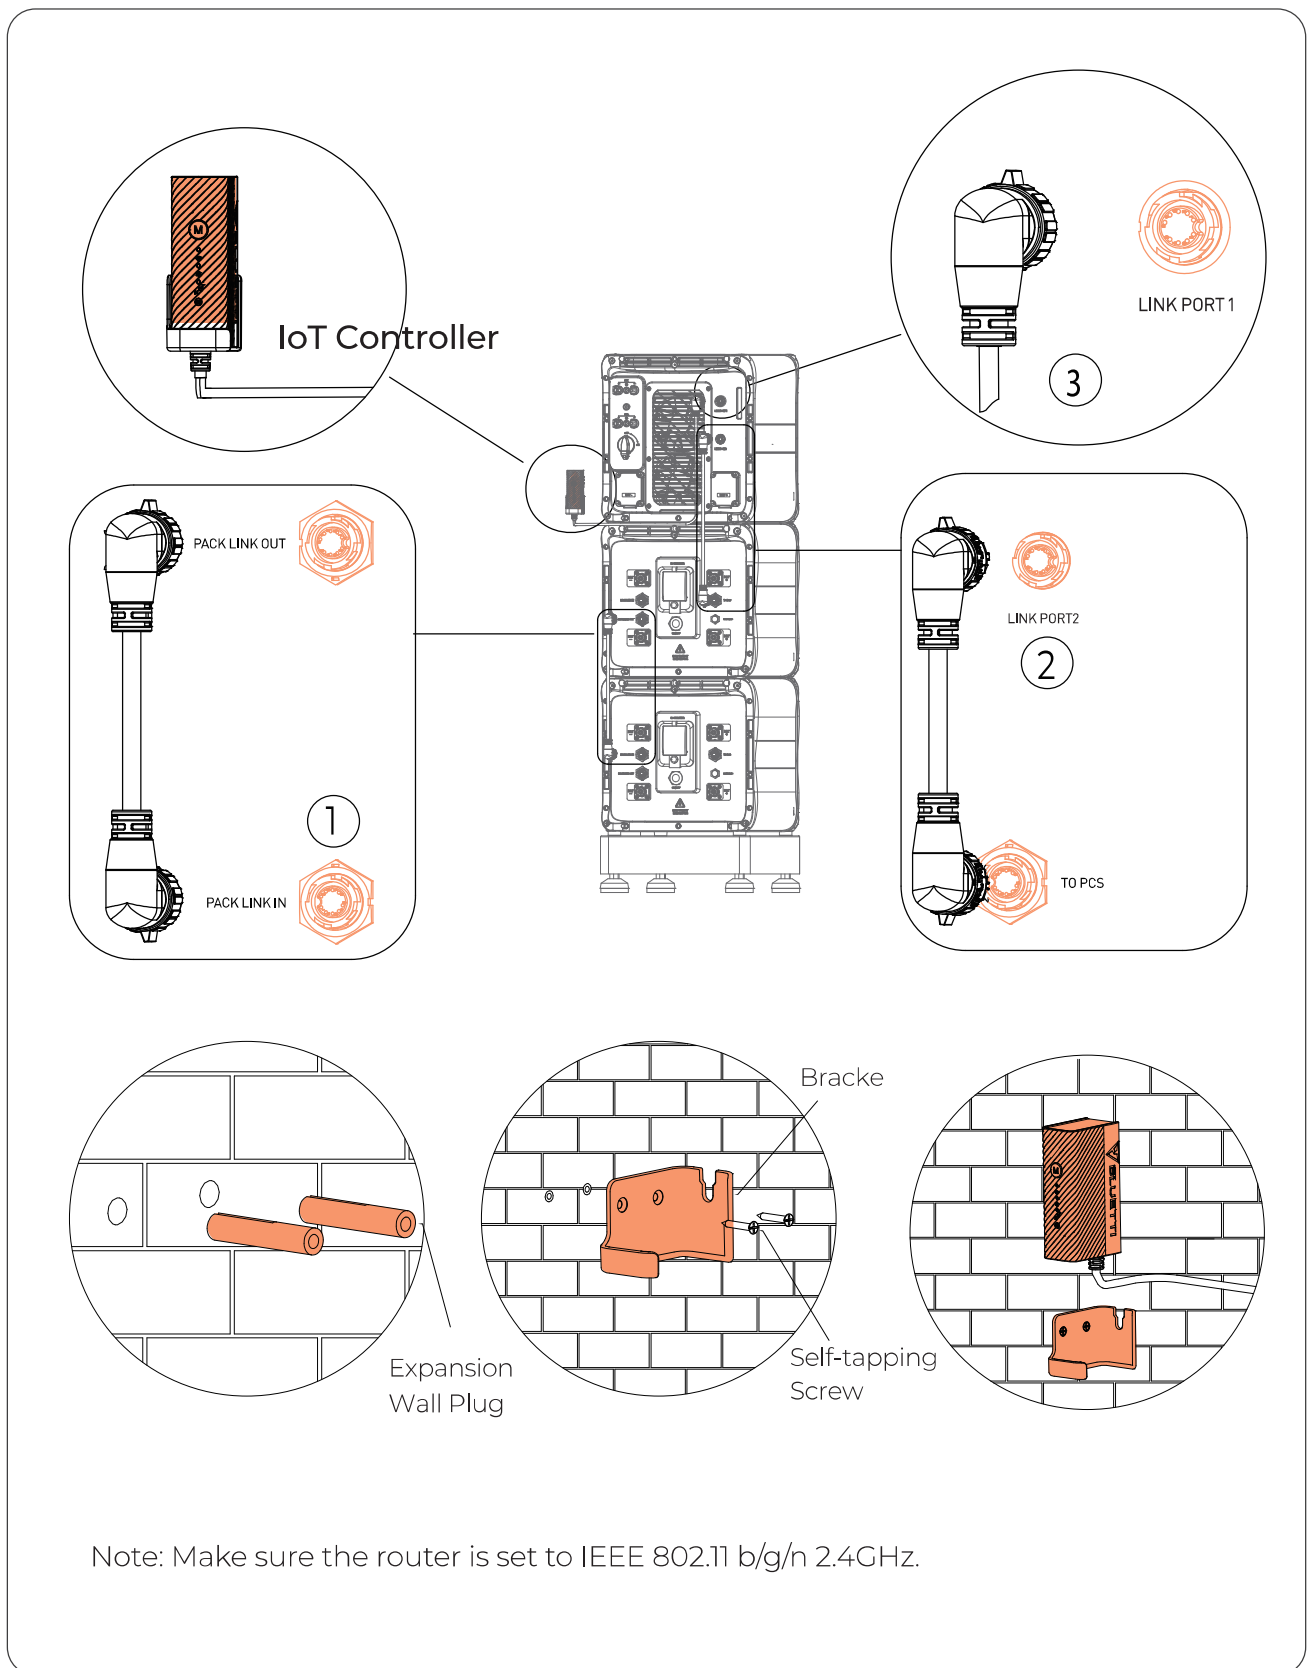 IoT Controller
LINK PORT 1
3
PACK LINK OUT
1
PACK LINK IN
LINK PORT2
2
TO PCS
Bracke
Expansion
Wall Plug
Self-tapping
Screw
M
BLUETTI
Note: Make sure the router is set to IEEE 802.11 b/g/n 2.4GHz.